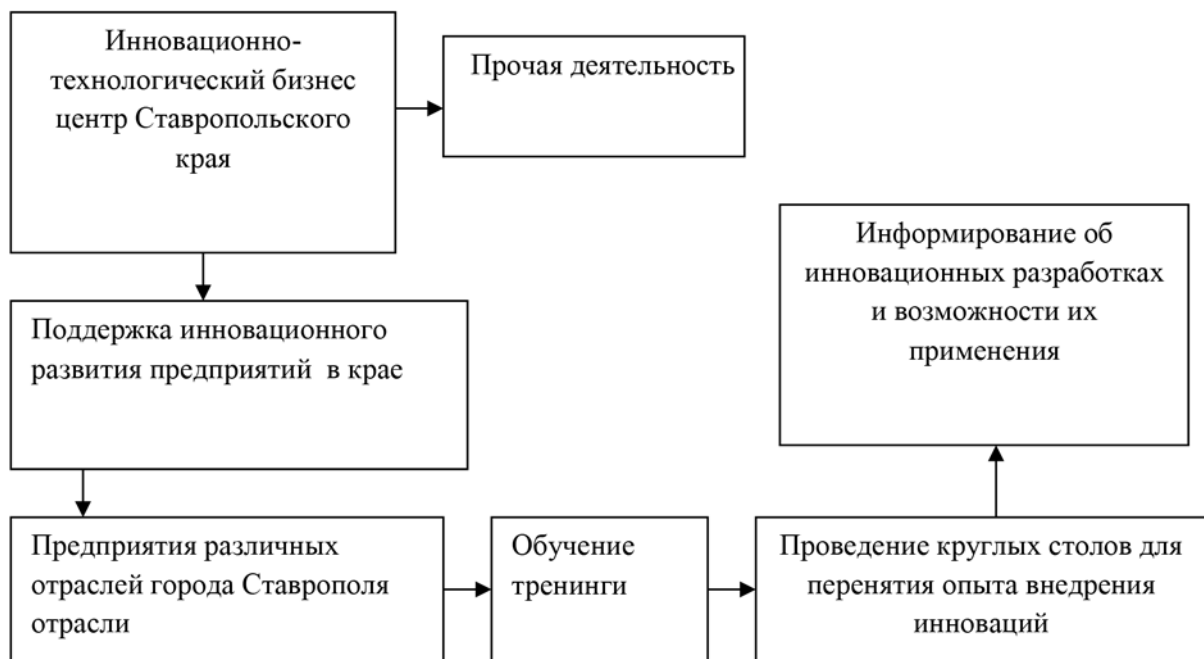 Инновационно-
технологический бизнес
центр Ставропольского
края
Прочая деятельность
Информирование об
инновационных разработках
и возможности их
применения
Поддержка инновационного
развития предприятий в крае
Предприятия различных
отраслей города Ставрополя
отрасли
Обучение
тренинги
Проведение круглых столов для
перенятия опыта внедрения
инноваций